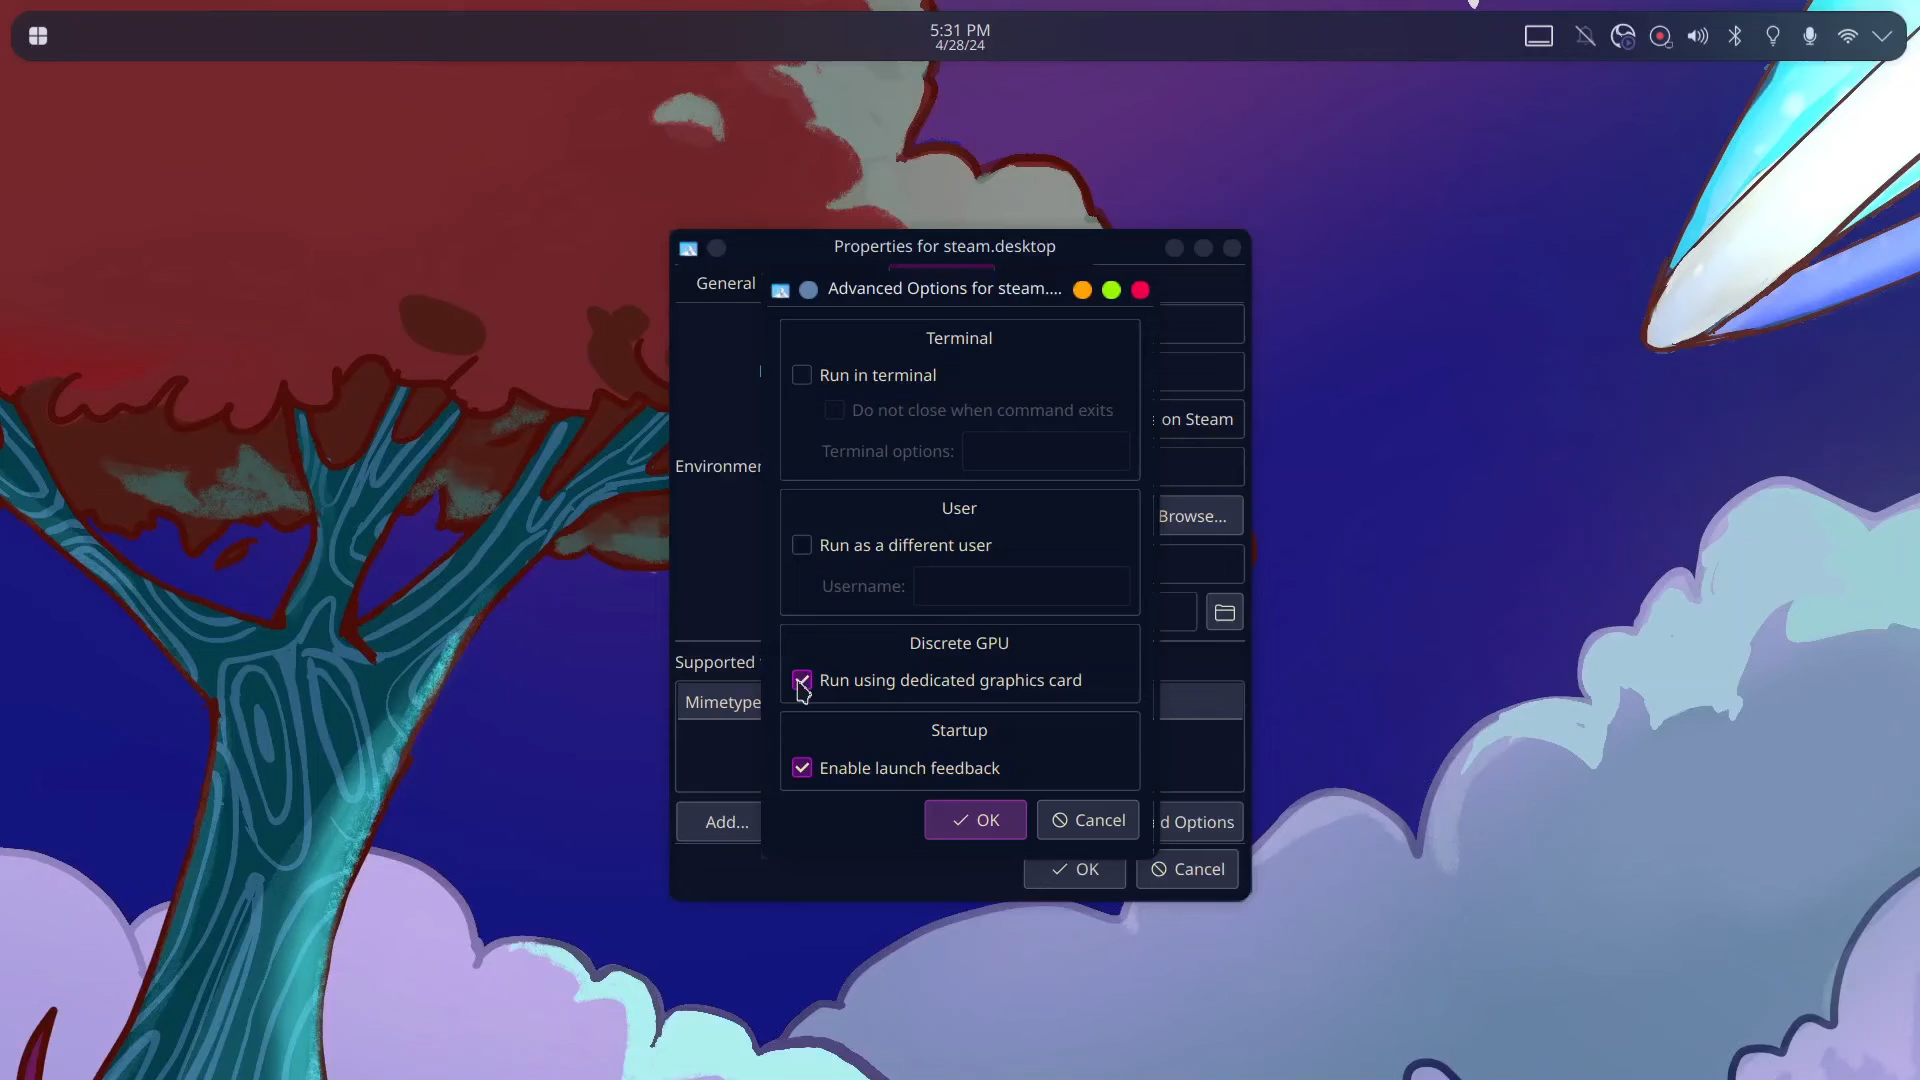 5:31 PM
4/28/24
Properties for steam.desktop
General
Advanced Options for steam....
Terminal
Run in terminal
Do not close when command exits
on Steam
Terminal options:
Environmen
User
Browse...
Run as a different user
Username:
Discrete GPU
Supported
Run using dedicated graphics card
Mimetype
Startup
Enable launch feedback
Add...
OK
Cancel
d Options
OK
Cancel